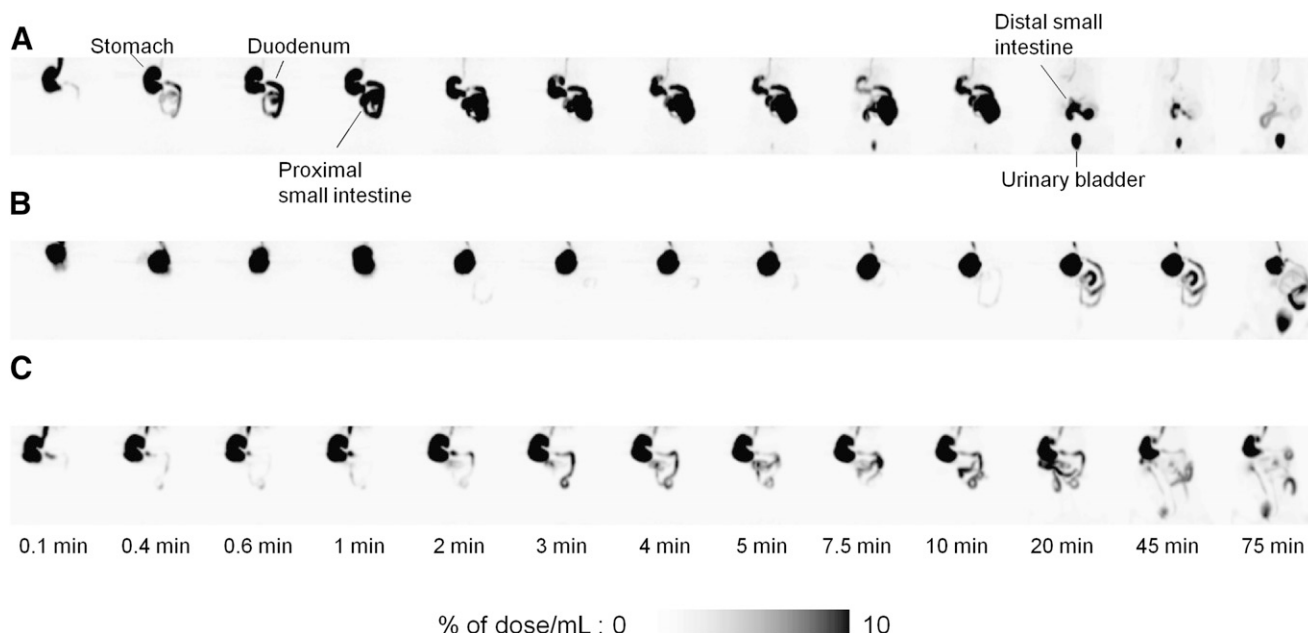 A
Stomach
Duodenum
Distal small
intestine
Proximal
small intestine
Urinary bladder
B
C
0.1 min 0.4 min 0.6 min 1 min 2 min 3 min 4 min 5 min 7.5 min 10 min 20 min 45 min 75 min
% of dose/mL : 0 10